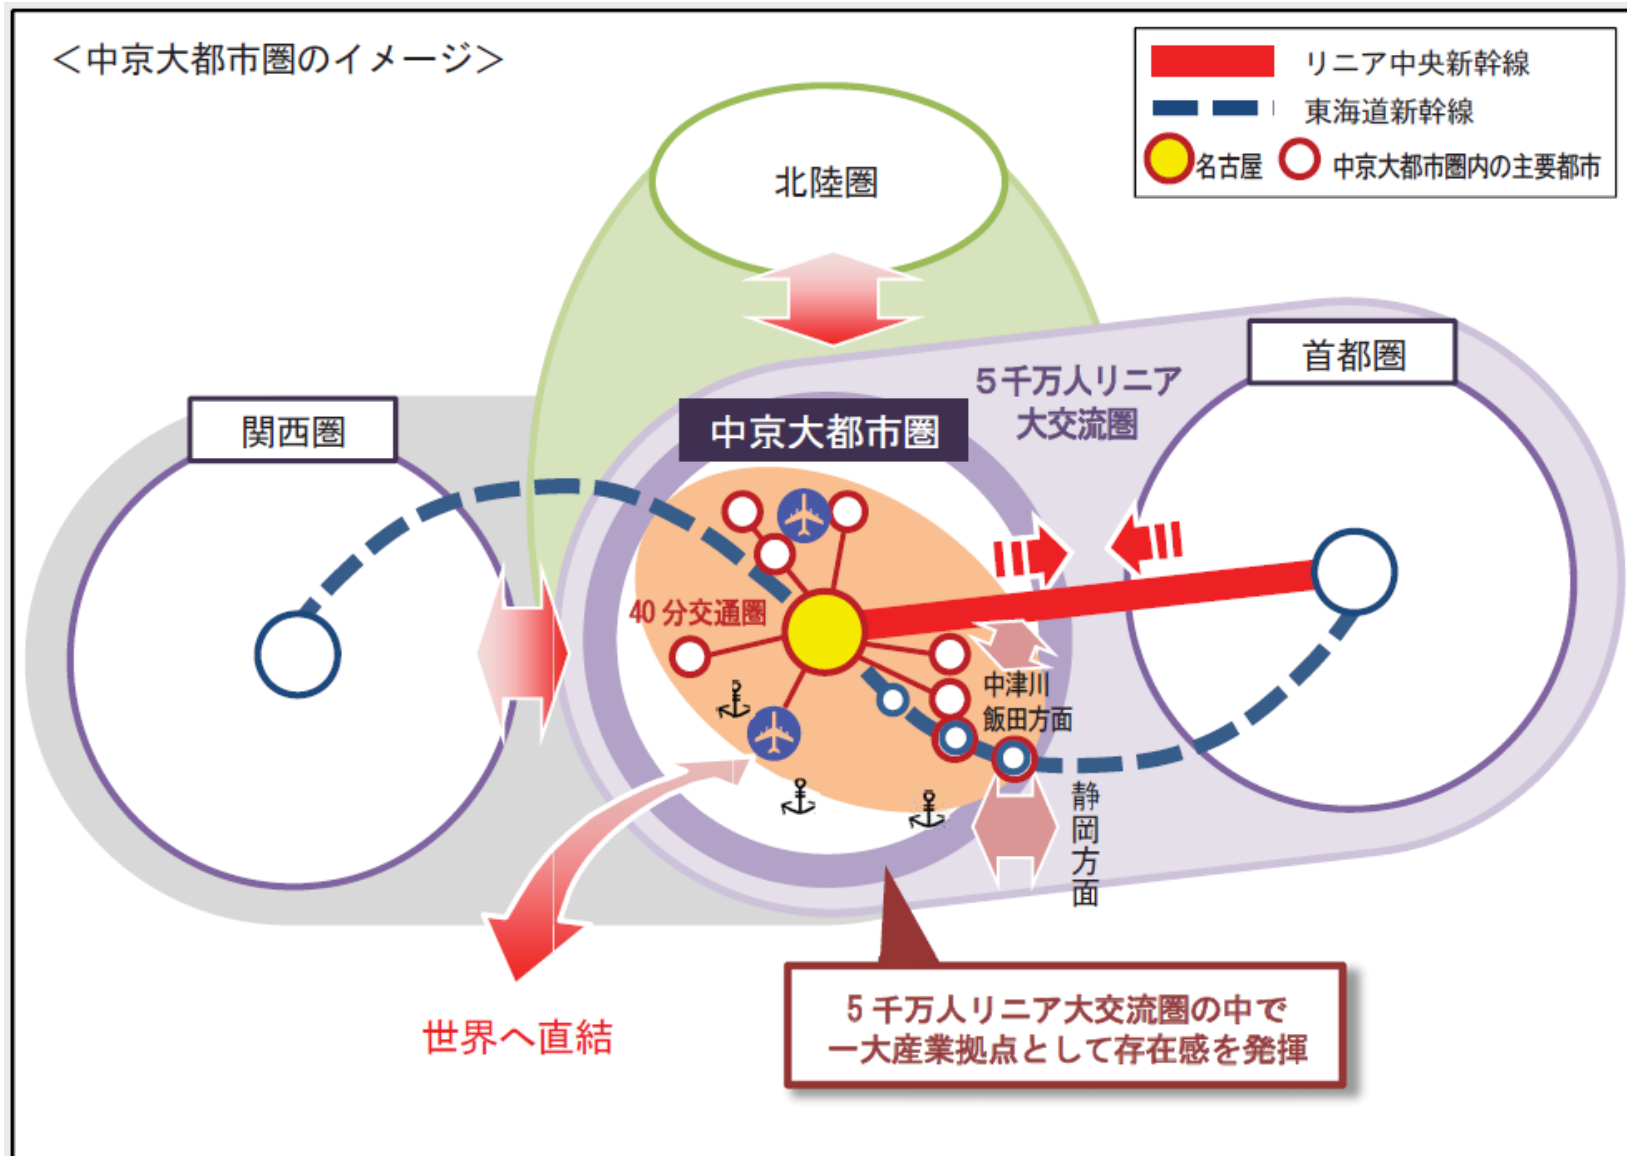 ＜中京大都市圏のイメージ＞
リニア中央新幹線
東海道新幹線
名古屋
中京大都市圏内の主要都市
北陸圏
首都圏
5千万人リニア
大交流圏
関西圏
中京大都市圏
40分交通圏
中津川
飯田方面
静岡方面
世界へ直結
5千万人リニア大交流圏の中で
一大産業拠点として存在感を発揮